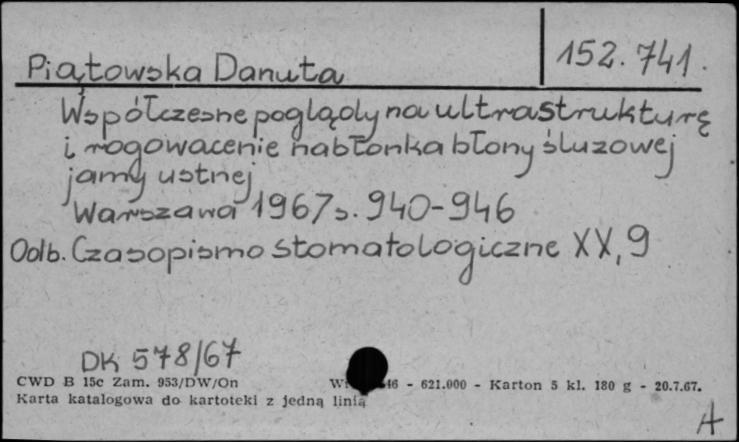 152.741.
Piątowska Danuta
Współczesne poglądy na ultrastrukturę
i rogowacenie nabłonka błony śluzowej
jamy ustnej
Warszawa 1967 s. 940-946
Odb. Czasopismo Stomatologiczne XX, 9
DK 578/67
CWD B 15c Zam. 953/DW/On 46 - 621.000 - Karton 5 kl. 180 g - 20.7.67.
Karta katalogowa do kartoteki z jedną linią
A